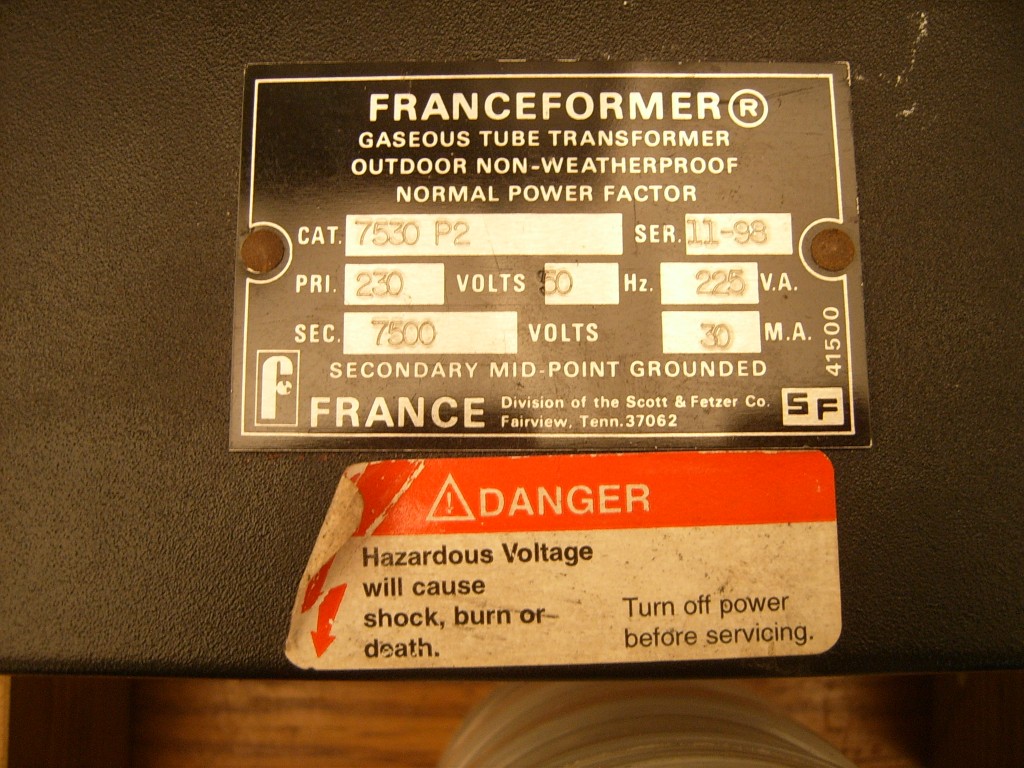 FRANCEFORMER®
GASEOUS TUBE TRANSFORMER
OUTDOOR NON-WEATHERPROOF
NORMAL POWER FACTOR
CAT. 7530 P2 SER. 11-98
PRI. 230 VOLTS 50 Hz. 225 V.A.
SEC. 7500 VOLTS 30 M.A.
41500
SECONDARY MID-POINT GROUNDED
f FRANCE Division of the Scott & Fetzer Co. SF
Fairview, Tenn. 37062
DANGER
Hazardous Voltage
will cause
shock, burn or
death.
Turn off power
before servicing.